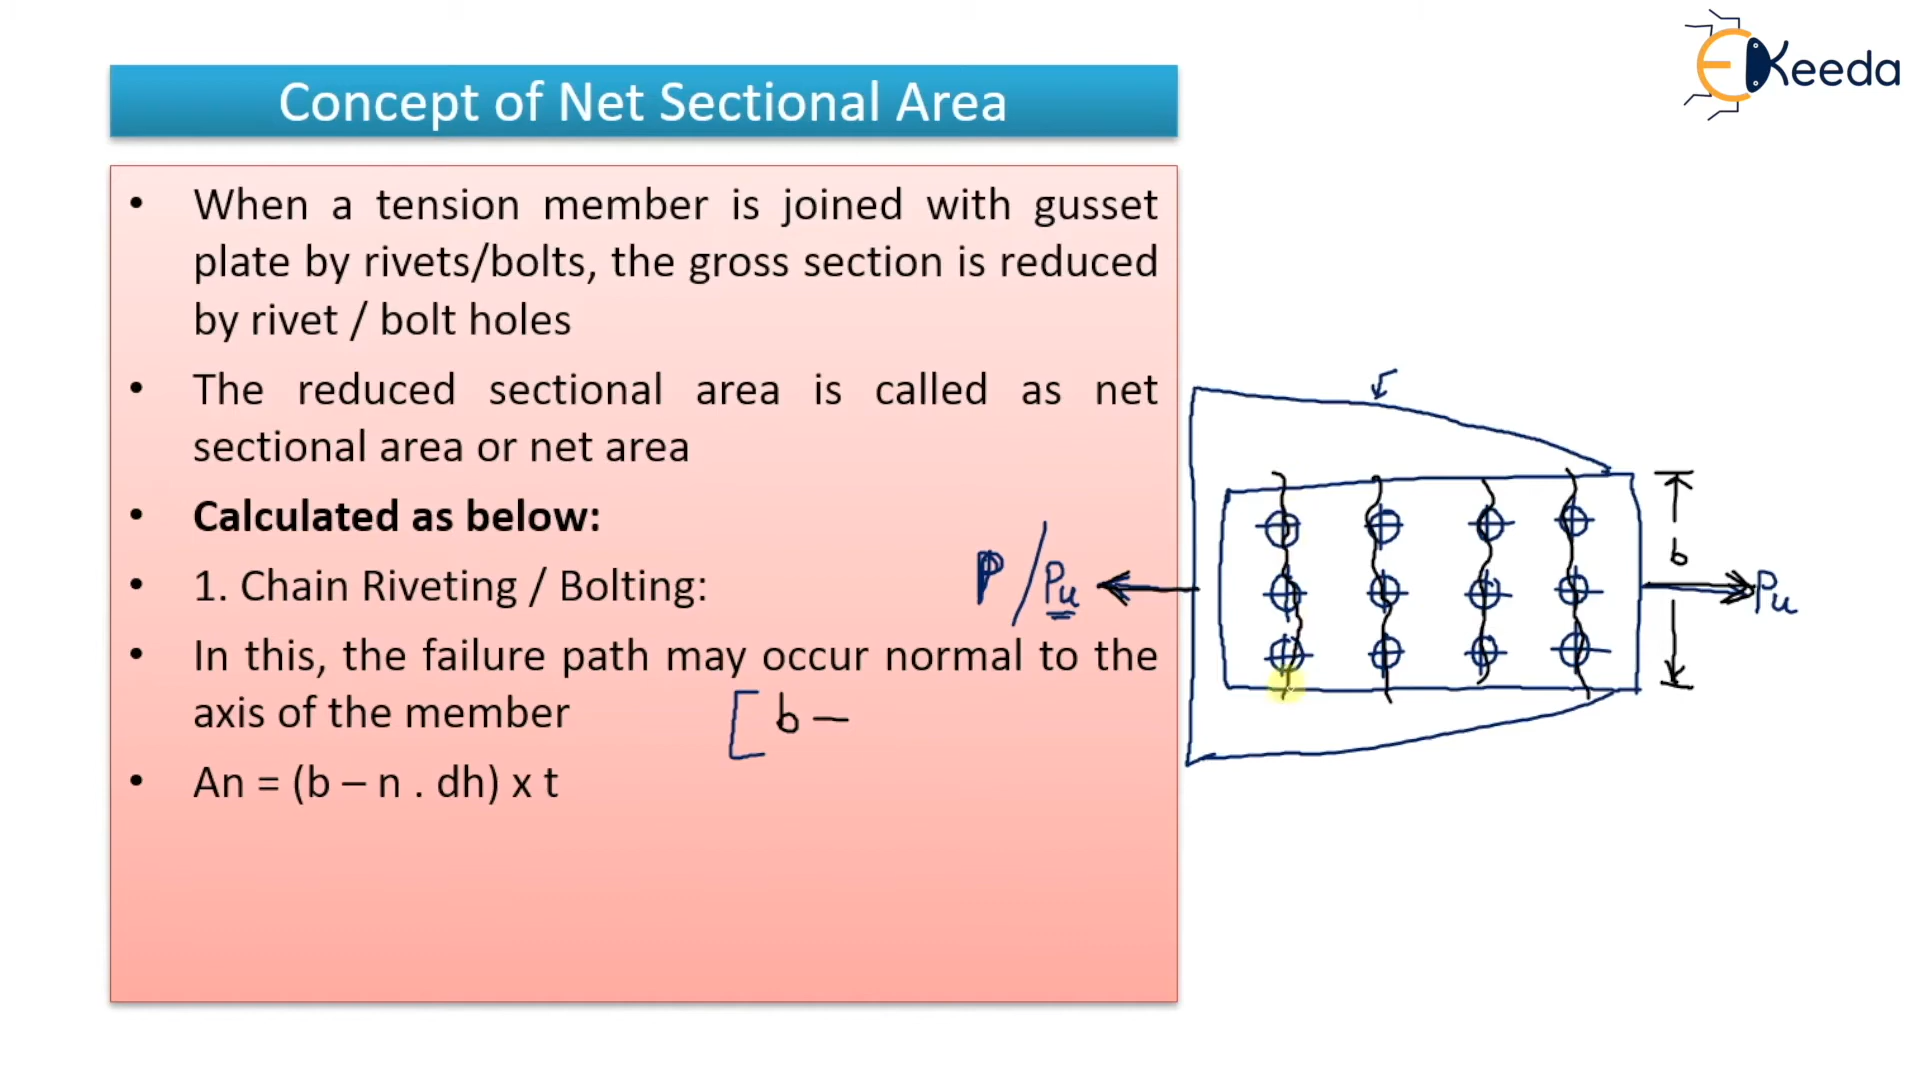 EKeeda
Concept of Net Sectional Area
• When a tension member is joined with gusset
plate by rivets/bolts, the gross section is reduced
by rivet / bolt holes
• The reduced sectional area is called as net
sectional area or net area
• Calculated as below:
• 1. Chain Riveting / Bolting:
• In this, the failure path may occur normal to the
axis of the member
[b –
• An = (b – n . dh) x t
P/Pu
b
Pu